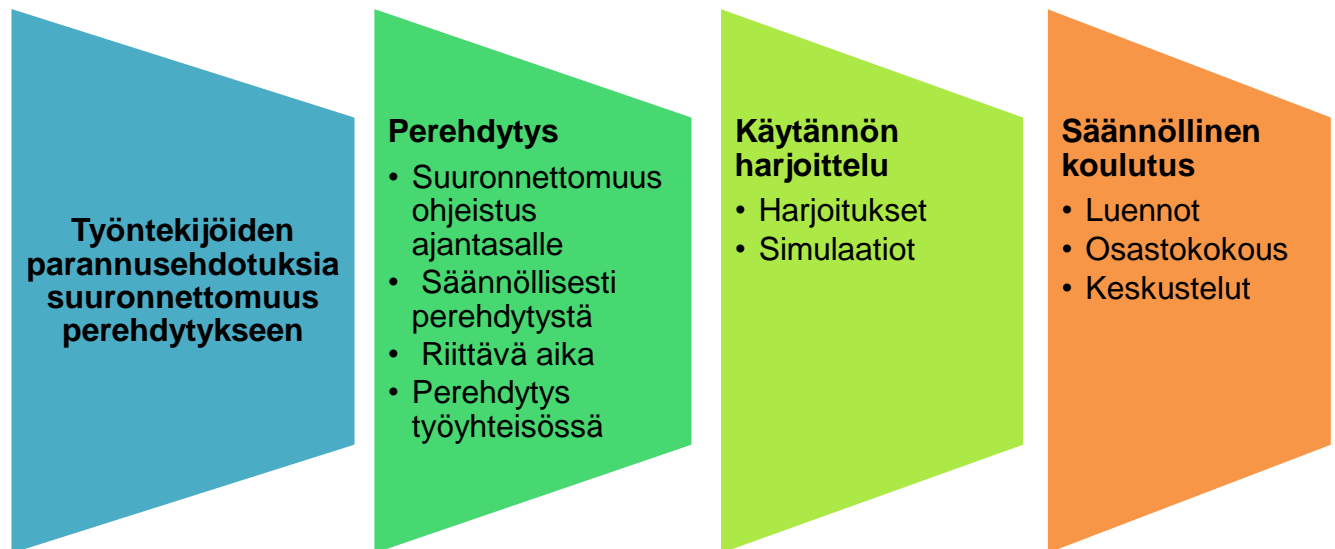 Työntekijöiden
parannusehdotuksia
suuronnettomuus
perehdytykseen
Perehdytys
• Suuronnettomuus
ohjeistus
ajantasalle
• Säännöllisesti
perehdytystä
• Riittävä aika
• Perehdytys
työyhteisössä
Käytännön
harjoittelu
• Harjoitukset
• Simulaatiot
Säännöllinen
koulutus
• Luennot
• Osastokokous
• Keskustelut